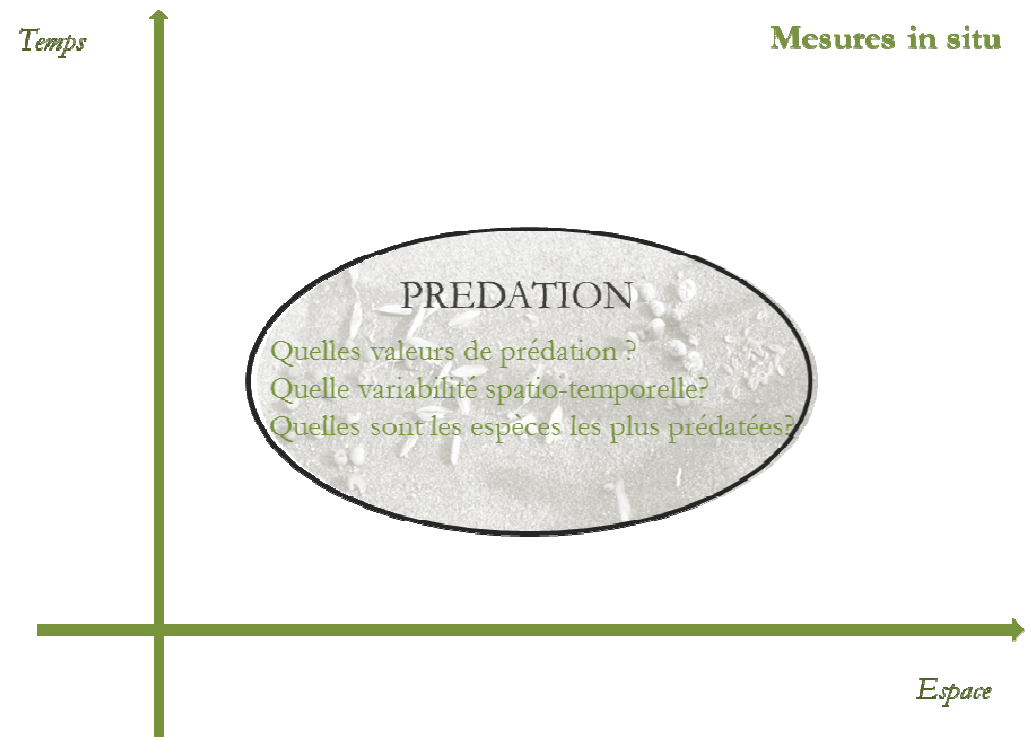 Temps
Mesures in situ
PREDATION
Quelles valeurs de prédation ?
Quelle variabilité spatio-temporelle?
Quelles sont les espèces les plus prédatées?
Espace